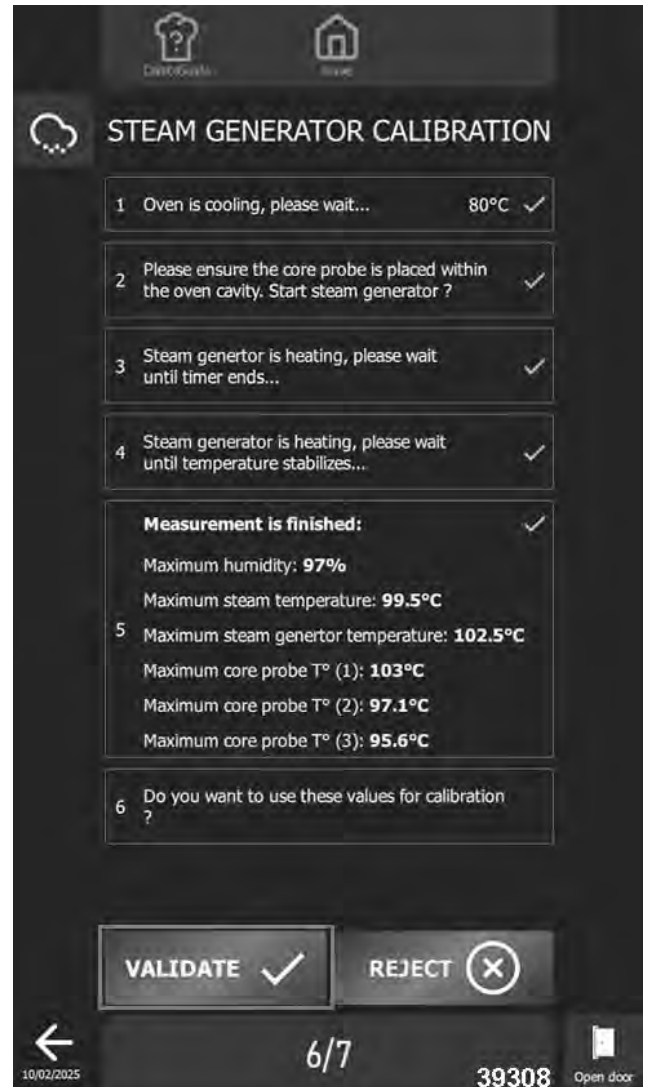 ?
STEAM GENERATOR CALIBRATION
1 Oven is cooling, please wait... 80°C
2 Please ensure the core probe is placed within
the oven cavity. Start steam generator ?
3 Steam genertor is heating, please wait
until timer ends...
4 Steam generator is heating, please wait
until temperature stabilizes...
Measurement is finished:
Maximum humidity: 97%
Maximum steam temperature: 99.5°C
5 Maximum steam genertor temperature: 102.5°C
Maximum core probe T° (1): 103°C
Maximum core probe T° (2): 97.1°C
Maximum core probe T° (3): 95.6°C
6 Do you want to use these values for calibration
?
VALIDATE REJECT
10/02/2025 6/7 39308 Open door